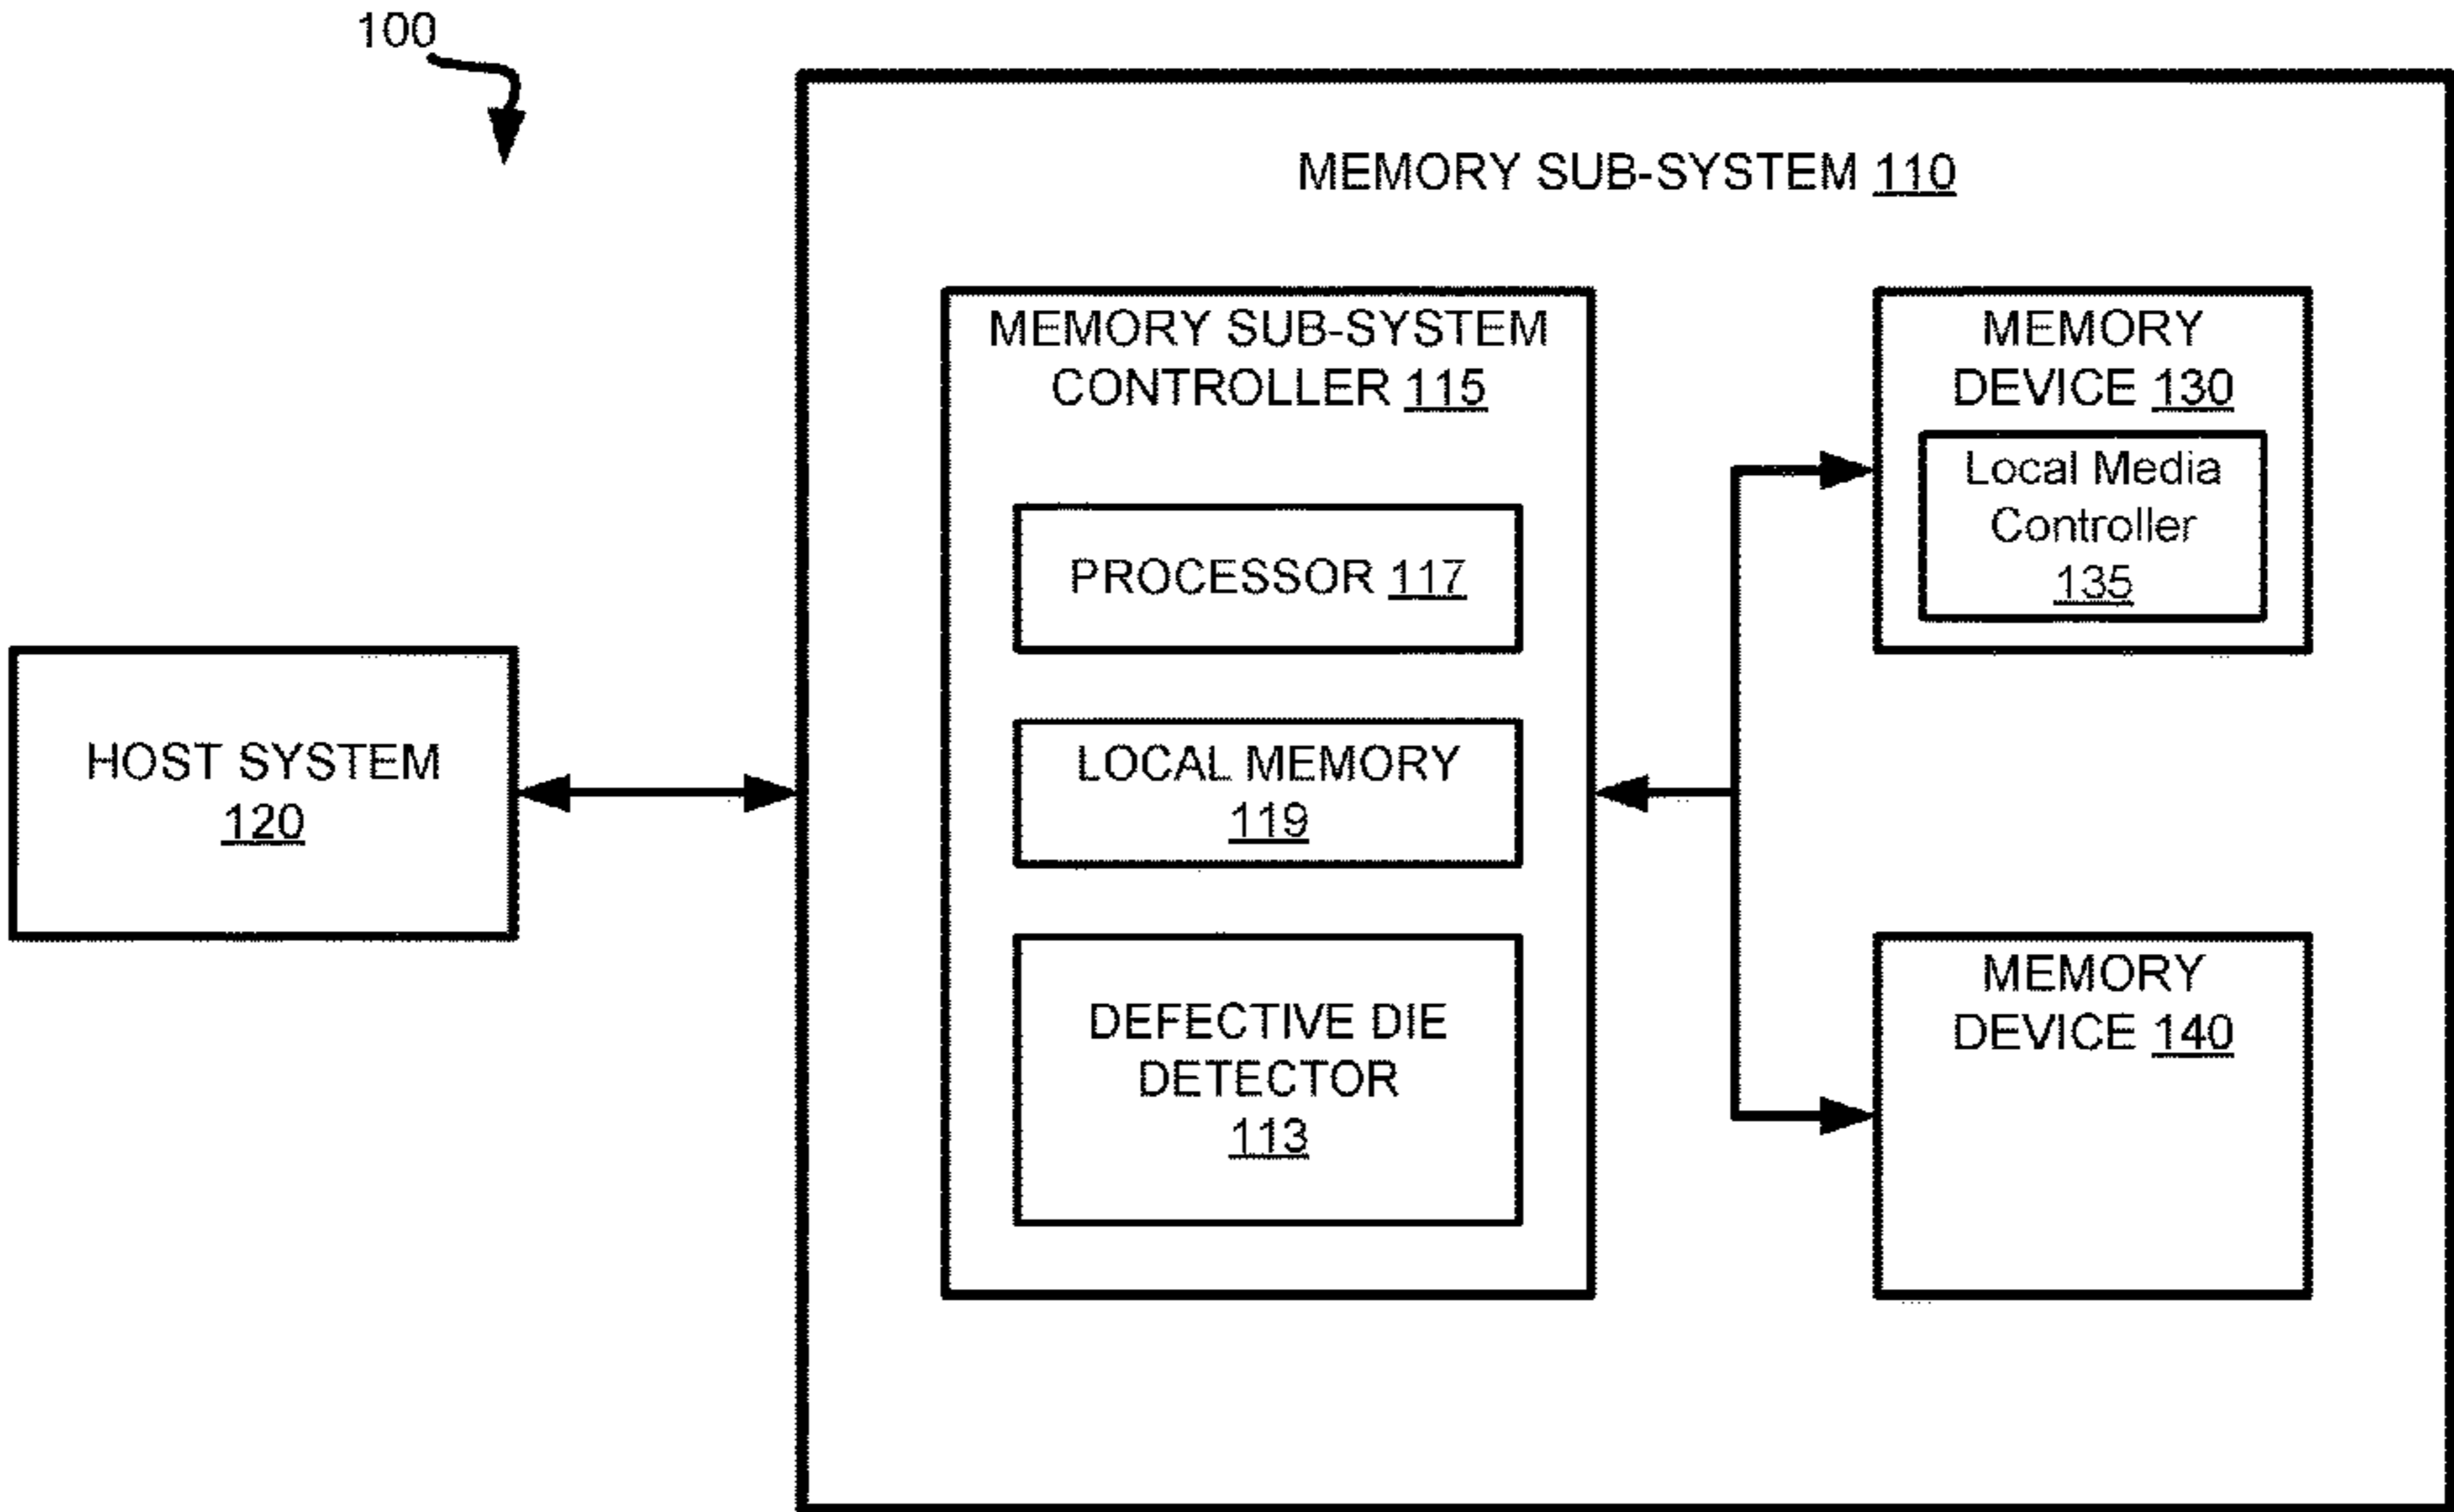 100
MEMORY SUB-SYSTEM 110
MEMORY SUB-SYSTEM
CONTROLLER 115
PROCESSOR 117
LOCAL MEMORY
119
DEFECTIVE DIE
DETECTOR
113
MEMORY
DEVICE 130
Local Media
Controller
135
MEMORY
DEVICE 140
HOST SYSTEM
120